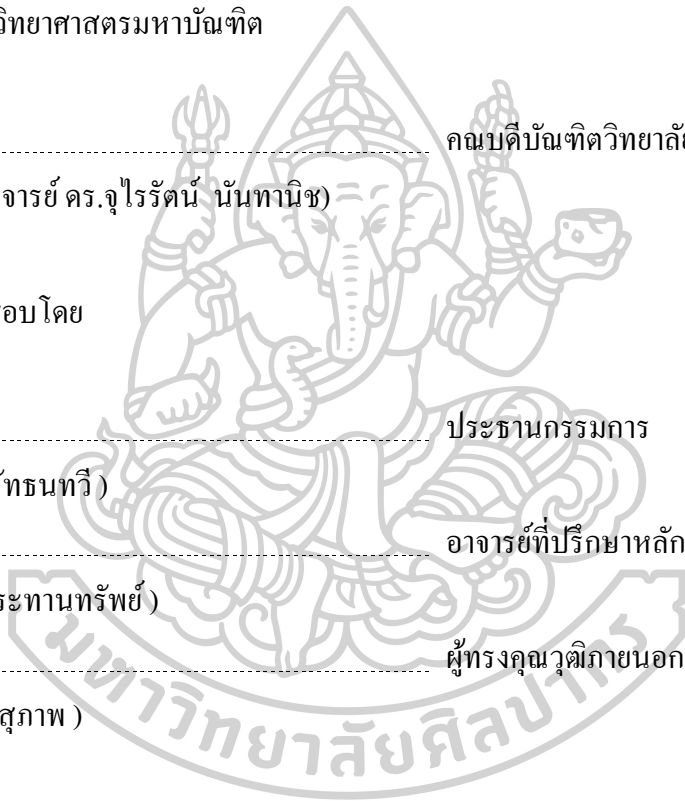 วิทยาศาสตรมหาบัณฑิต
คณบดีบัณฑิตวิทยาลัย
จารย์ ดร.จุไรรัตน์ นันทานิช)
อบโดย
ประธานกรรมการ
ัทธนทวี )
อาจารย์ที่ปรึกษาหลัก
ระทานทรัพย์ )
ผู้ทรงคุณวุฒิภายนอก
สุภาพ )
มหาวิทยาลัยศิลปากร